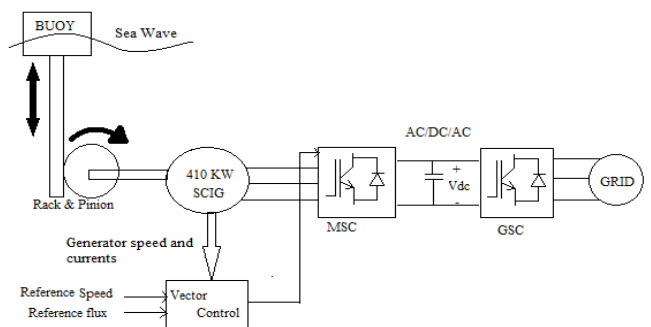 BUOY
Sea Wave
AC/DC/AC
410 KW
SCIG
+
Vdc
-
GRID
Rack & Pinion
MSC
GSC
Generator speed and
currents
Reference Speed
Reference flux
Vector
Control